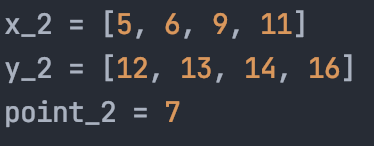 x_2 = [5, 6, 9, 11]
y_2 = [12, 13, 14, 16]
point_2 = 7